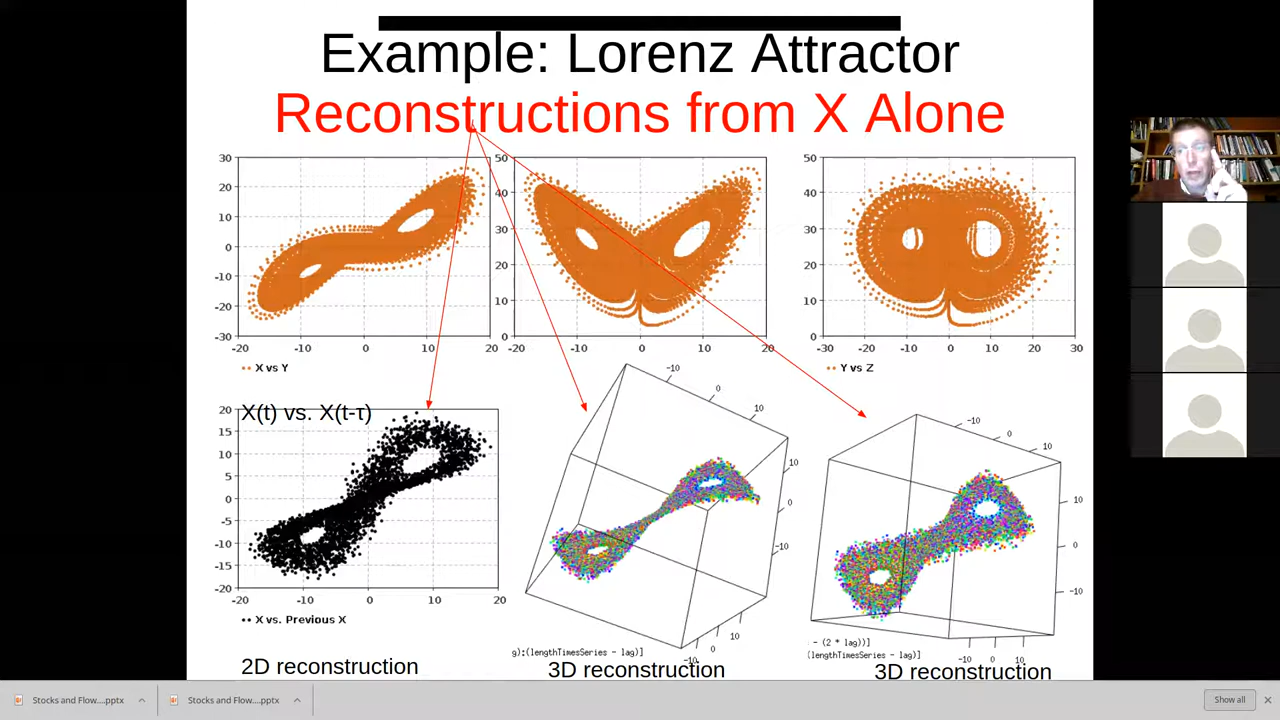 Example: Lorenz Attractor
Reconstructions from X Alone
30
20
10
0
-10
-20
-30
-20 -10 0 10 20
X vs Y
50
40
30
20
10
0
-20 -10 0 10 20
50
40
30
20
10
0
-30 -20 -10 0 10 20 30
Y vs Z
X(t) vs. X(t-τ)
20
15
10
5
0
-5
-10
-15
-20
-20 -10 0 10 20
X vs. Previous X
2D reconstruction
-10 0 10
10
0
-10
-10 0 10
g):(lengthTimesSeries - lag)]
3D reconstruction
-10 0 10
10
0
-10
-10 0 10
- (2 * lag))]
(lengthTimesSeries - lag)]
3D reconstruction
Stocks and Flow....pptx
Stocks and Flow....pptx
Show all